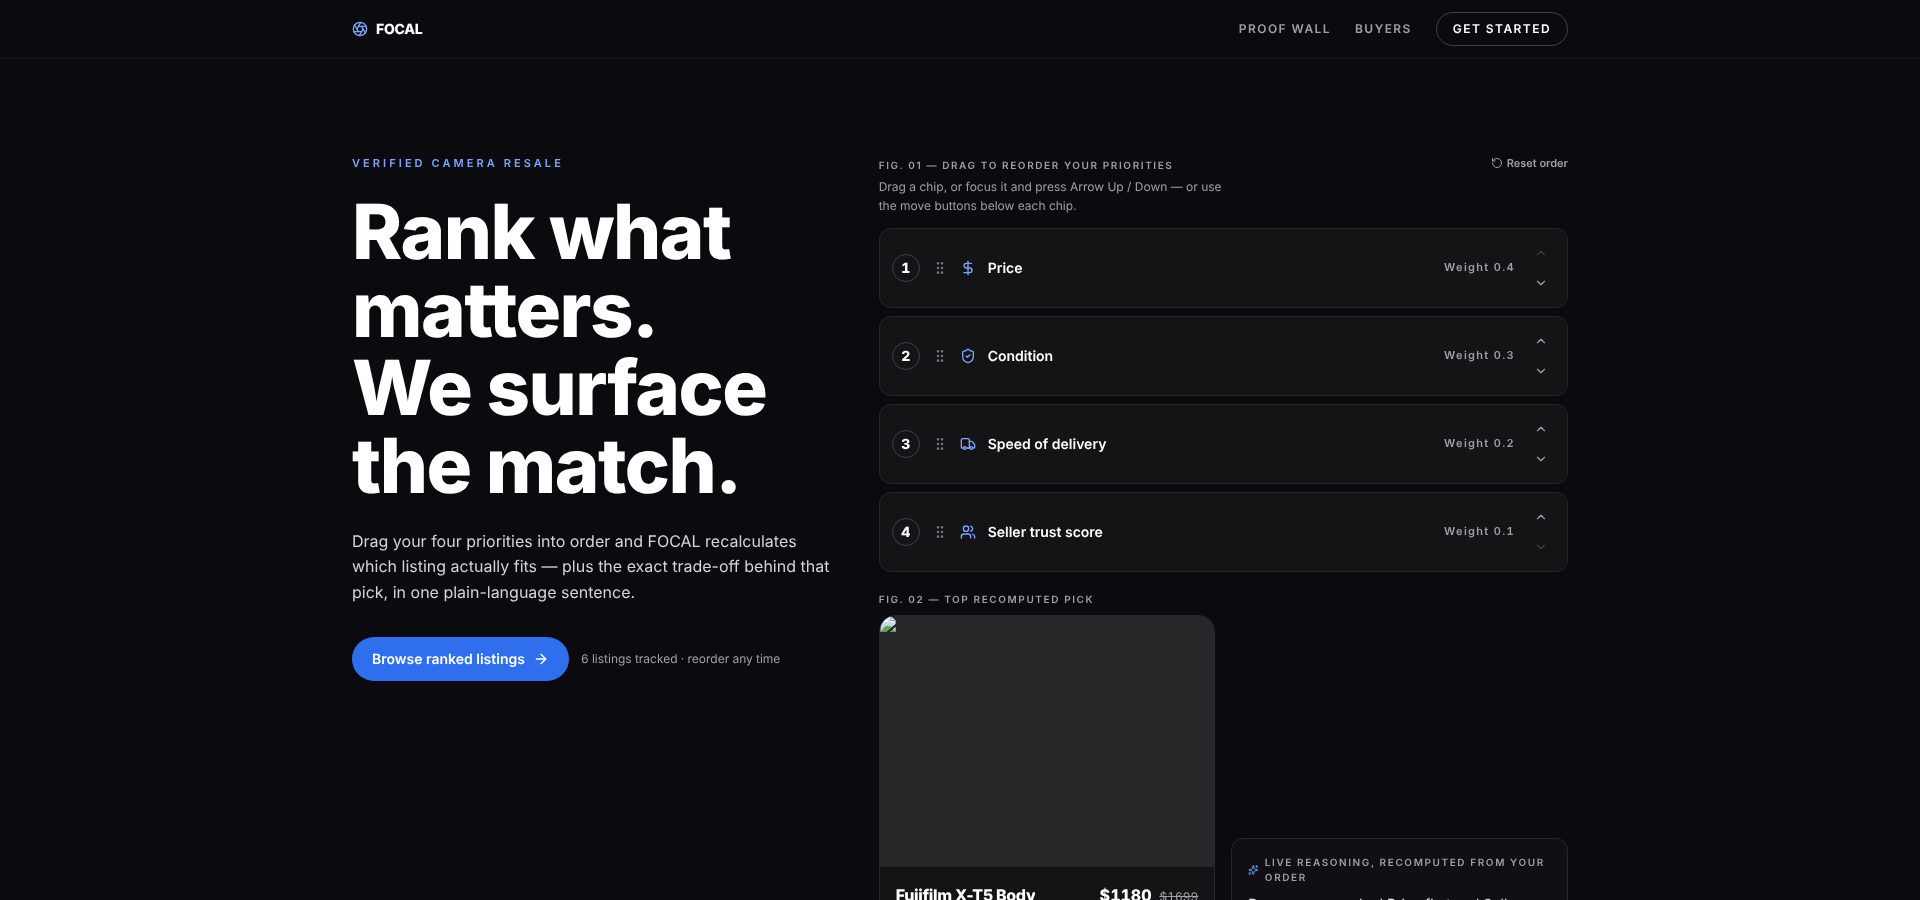 FOCAL
PROOF WALL
BUYERS
GET STARTED
VERIFIED CAMERA RESALE
Rank what
matters.
We surface
the match.
Drag your four priorities into order and FOCAL recalculates
which listing actually fits — plus the exact trade-off behind that
pick, in one plain-language sentence.
Browse ranked listings
6 listings tracked · reorder any time
FIG. 01 — DRAG TO REORDER YOUR PRIORITIES
Reset order
Drag a chip, or focus it and press Arrow Up / Down — or use
the move buttons below each chip.
1 Price Weight 0.4
2 Condition Weight 0.3
3 Speed of delivery Weight 0.2
4 Seller trust score Weight 0.1
FIG. 02 — TOP RECOMPUTED PICK
Fujifilm X-T5 Body $1180 $1699
LIVE REASONING, RECOMPUTED FROM YOUR
ORDER